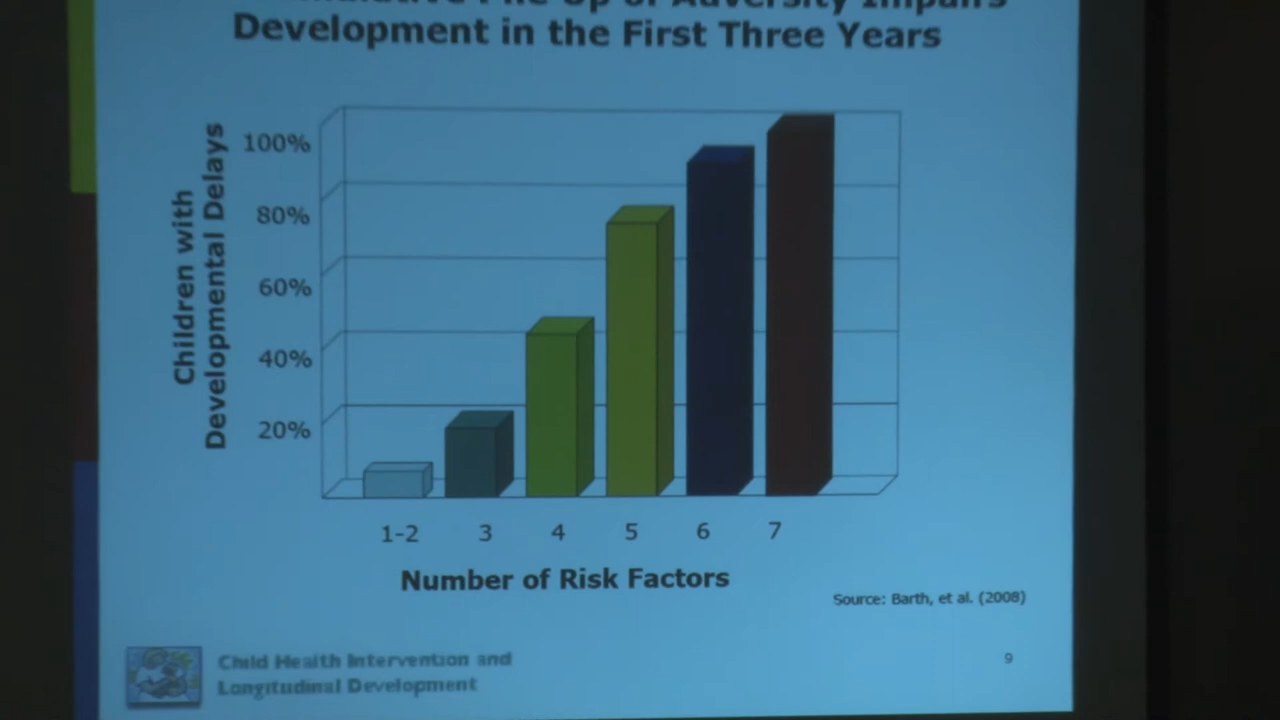 Adversity Impairs
Development in the First Three Years
Children with
Developmental Delays
100%
80%
60%
40%
20%
1-2 3 4 5 6 7
Number of Risk Factors
Source: Barth, et al. (2008)
Child Health Intervention and
Longitudinal Development
9